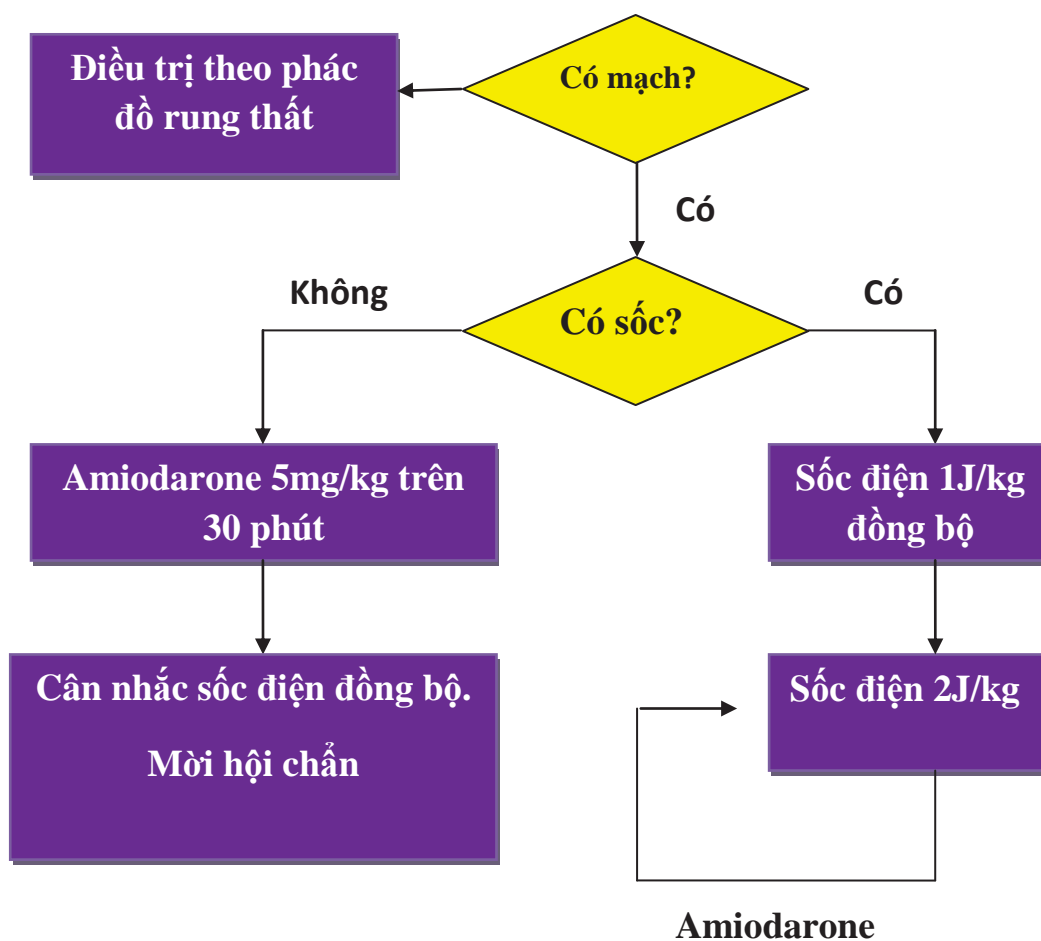 Điều trị theo phác
đồ rung thất
Có mạch?
Có
Không
Có sốc?
Có
Amiodarone 5mg/kg trên
30 phút
Sốc điện 1J/kg
đồng bộ
Cân nhắc sốc điện đồng bộ.
Mời hội chẩn
Sốc điện 2J/kg
Amiodarone